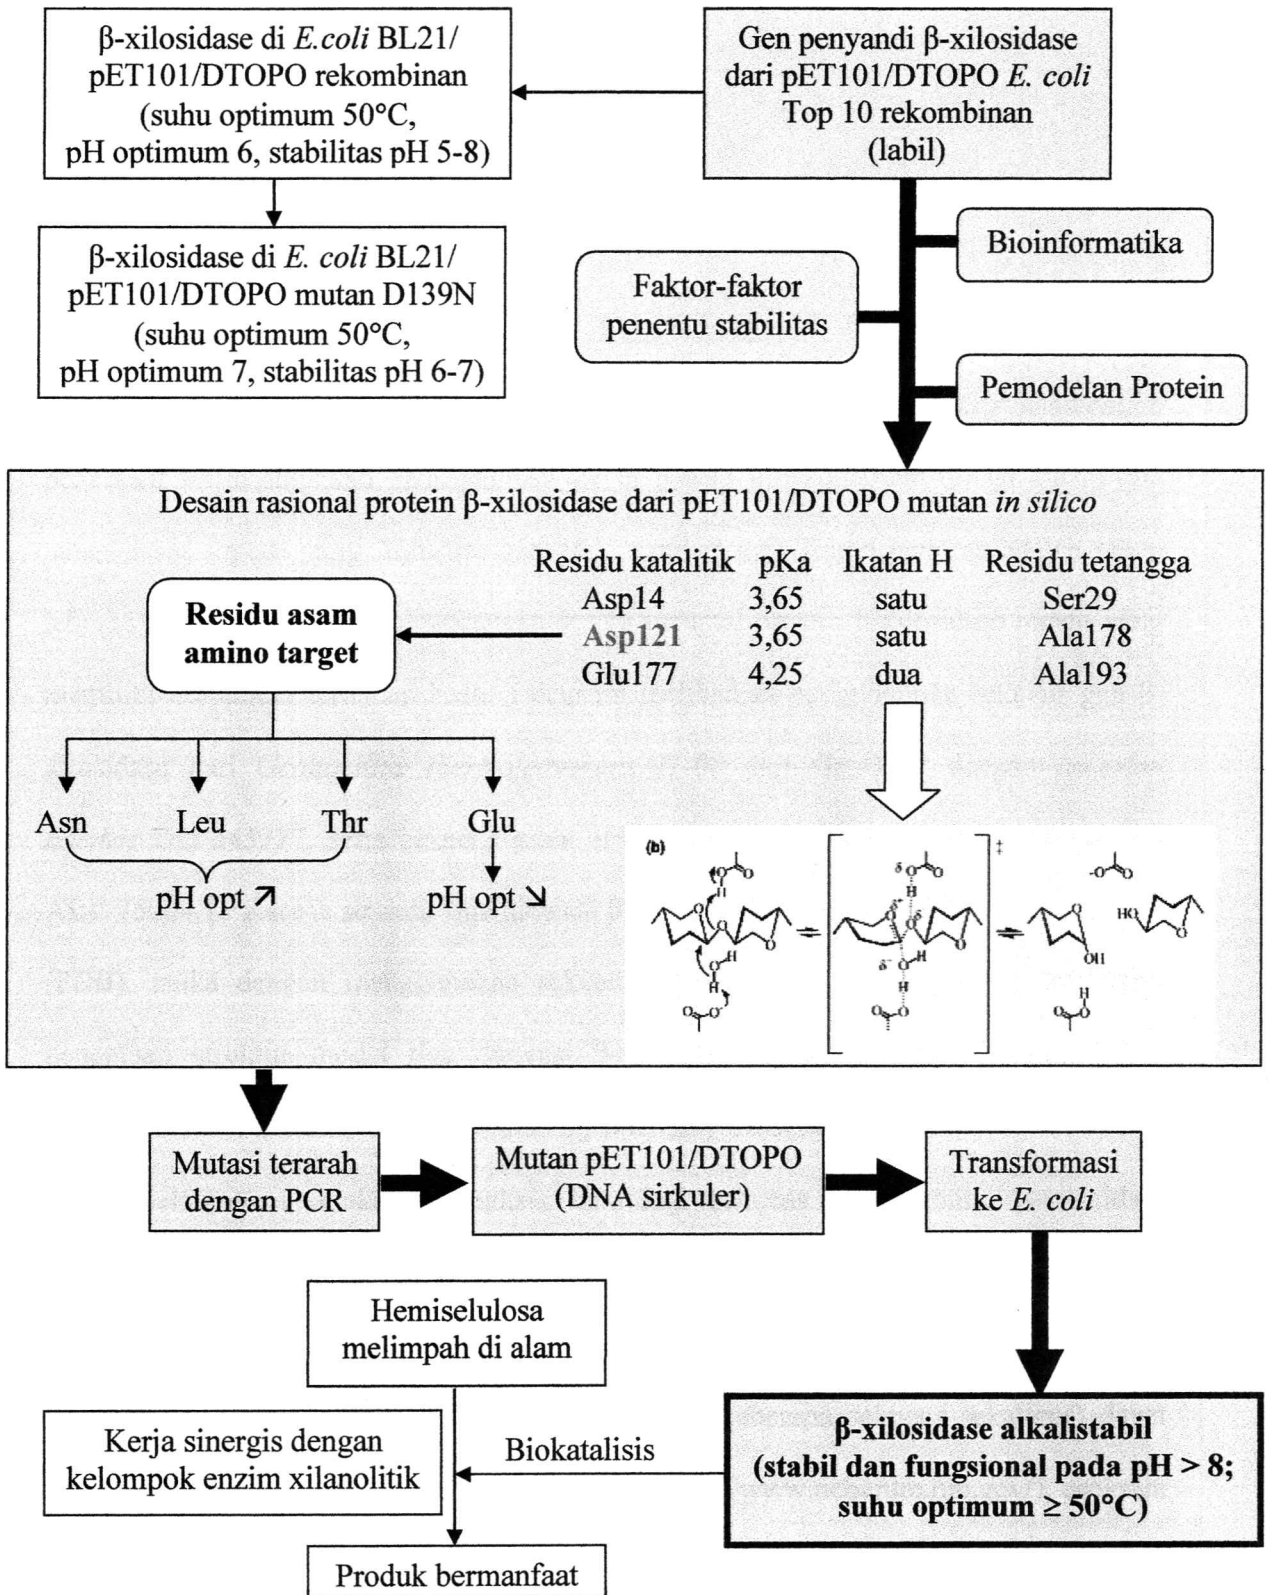 β-xilosidase di E.coli BL21/
pET101/DTOPO rekombinan
(suhu optimum 50°C,
pH optimum 6, stabilitas pH 5-8)
Gen penyandi β-xilosidase
dari pET101/DTOPO E. coli
Top 10 rekombinan
(labil)
β-xilosidase di E. coli BL21/
pET101/DTOPO mutan D139N
(suhu optimum 50°C,
pH optimum 7, stabilitas pH 6-7)
Bioinformatika
Faktor-faktor
penentu stabilitas
Pemodelan Protein
Desain rasional protein β-xilosidase dari pET101/DTOPO mutan in silico
Residu katalitik pKa Ikatan H Residu tetangga
Asp14 3,65 satu Ser29
Asp121 3,65 satu Ala178
Glu177 4,25 dua Ala193
Residu asam
amino target
Asn Leu Thr Glu
pH opt ↗ pH opt ↘
(b)
Mutasi terarah
dengan PCR
Mutan pET101/DTOPO
(DNA sirkuler)
Transformasi
ke E. coli
Hemiselulosa
melimpah di alam
Kerja sinergis dengan
kelompok enzim xilanolitik
Biokatalisis
β-xilosidase alkalistabil
(stabil dan fungsional pada pH > 8;
suhu optimum ≥ 50°C)
Produk bermanfaat